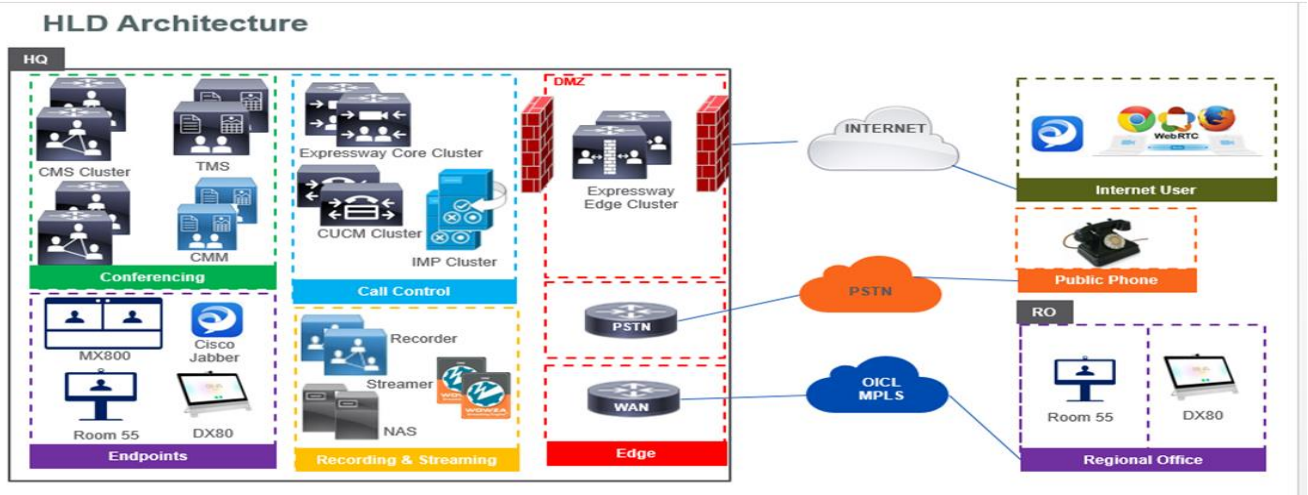 HLD Architecture
HQ
CMS Cluster
TMS
CMM
Conferencing
Expressway Core Cluster
CUCM Cluster
IMP Cluster
Call Control
DMZ
Expressway
Edge Cluster
PSTN
WAN
Edge
MX800
Cisco
Jabber
Room 55
DX80
Endpoints
Recorder
Streamer
WOWZA
NAS
Recording & Streaming
INTERNET
PSTN
OICL
MPLS
WebRTC
Internet User
Public Phone
RO
Room 55
DX80
Regional Office